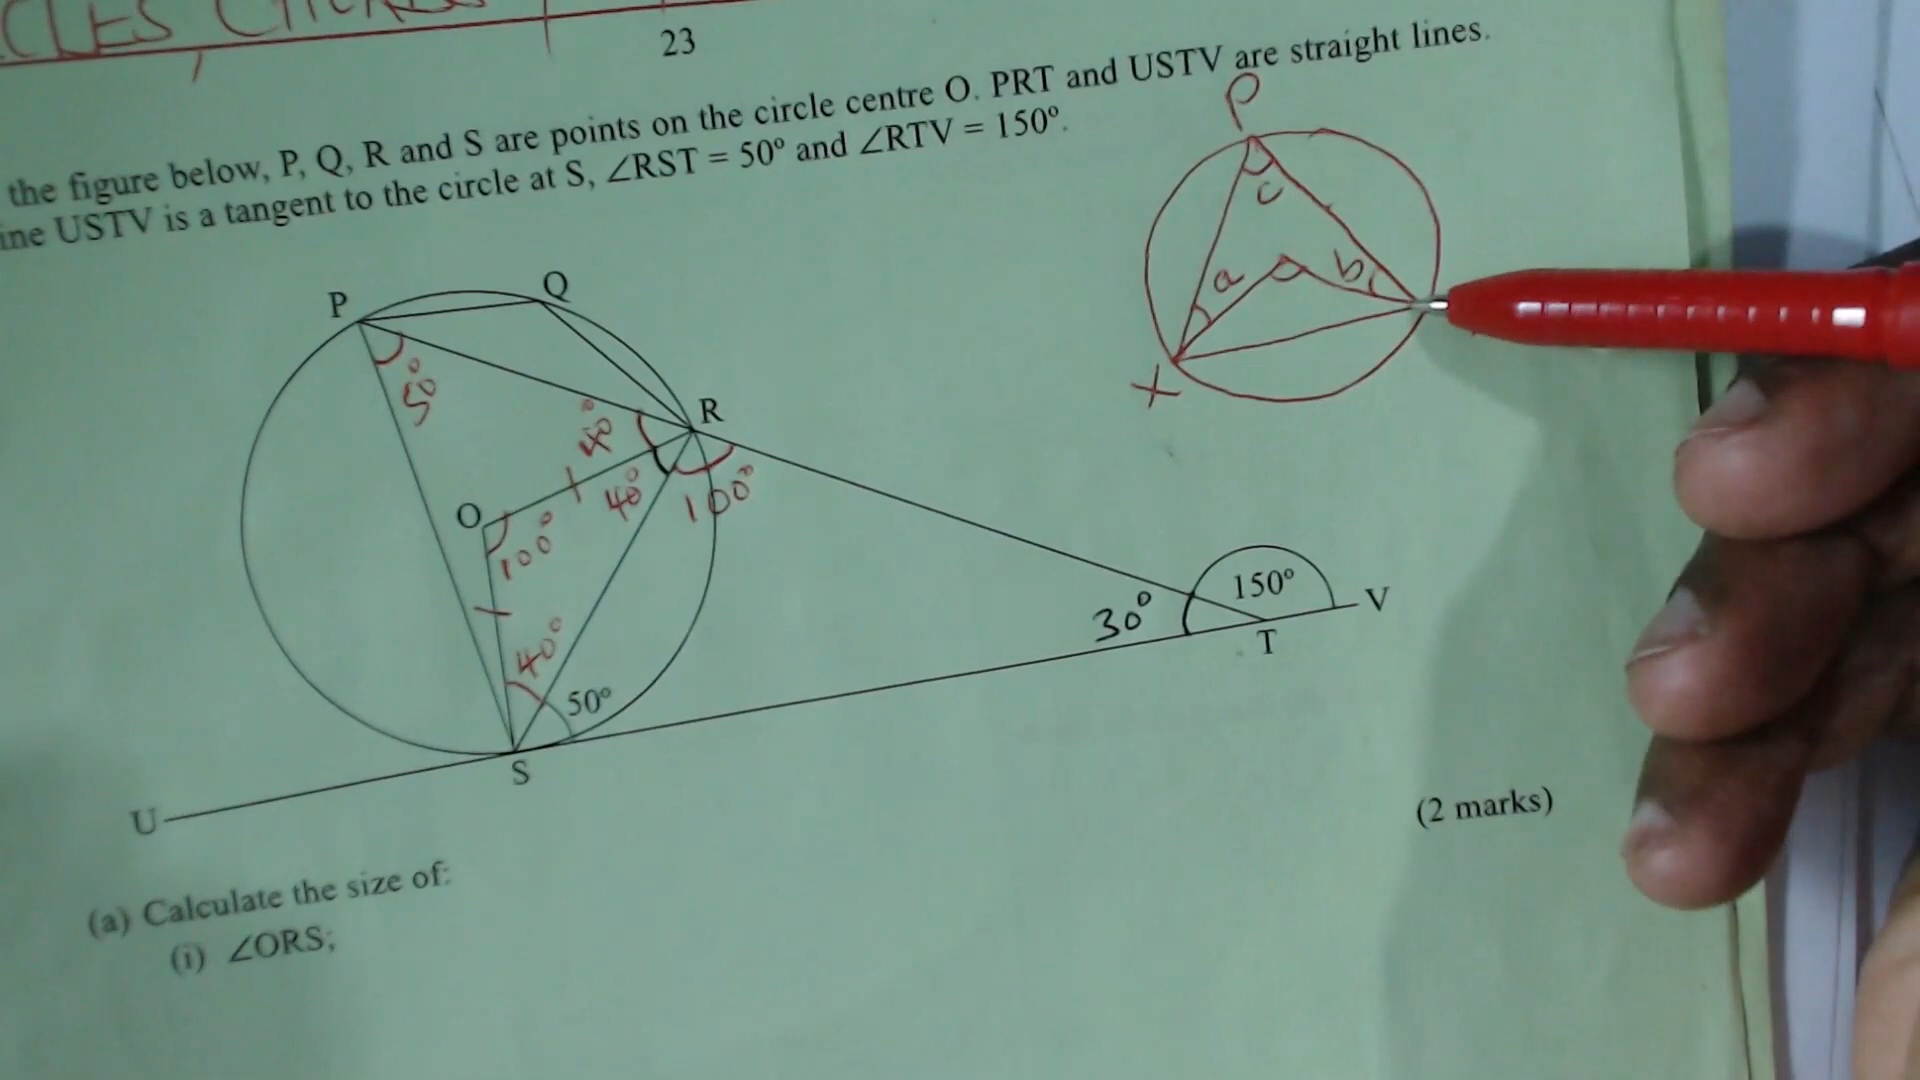 CLES CHORDS
23
the figure below, P, Q, R and S are points on the circle centre O. PRT and USTV are straight lines.
ine USTV is a tangent to the circle at S, ∠RST = 50° and ∠RTV = 150°.
P
c
a
b
X
P
Q
R
50°
40°
40°
100°
O
100°
40°
50°
S
U
30°
150°
T
V
(2 marks)
(a) Calculate the size of:
(i) ∠ORS;